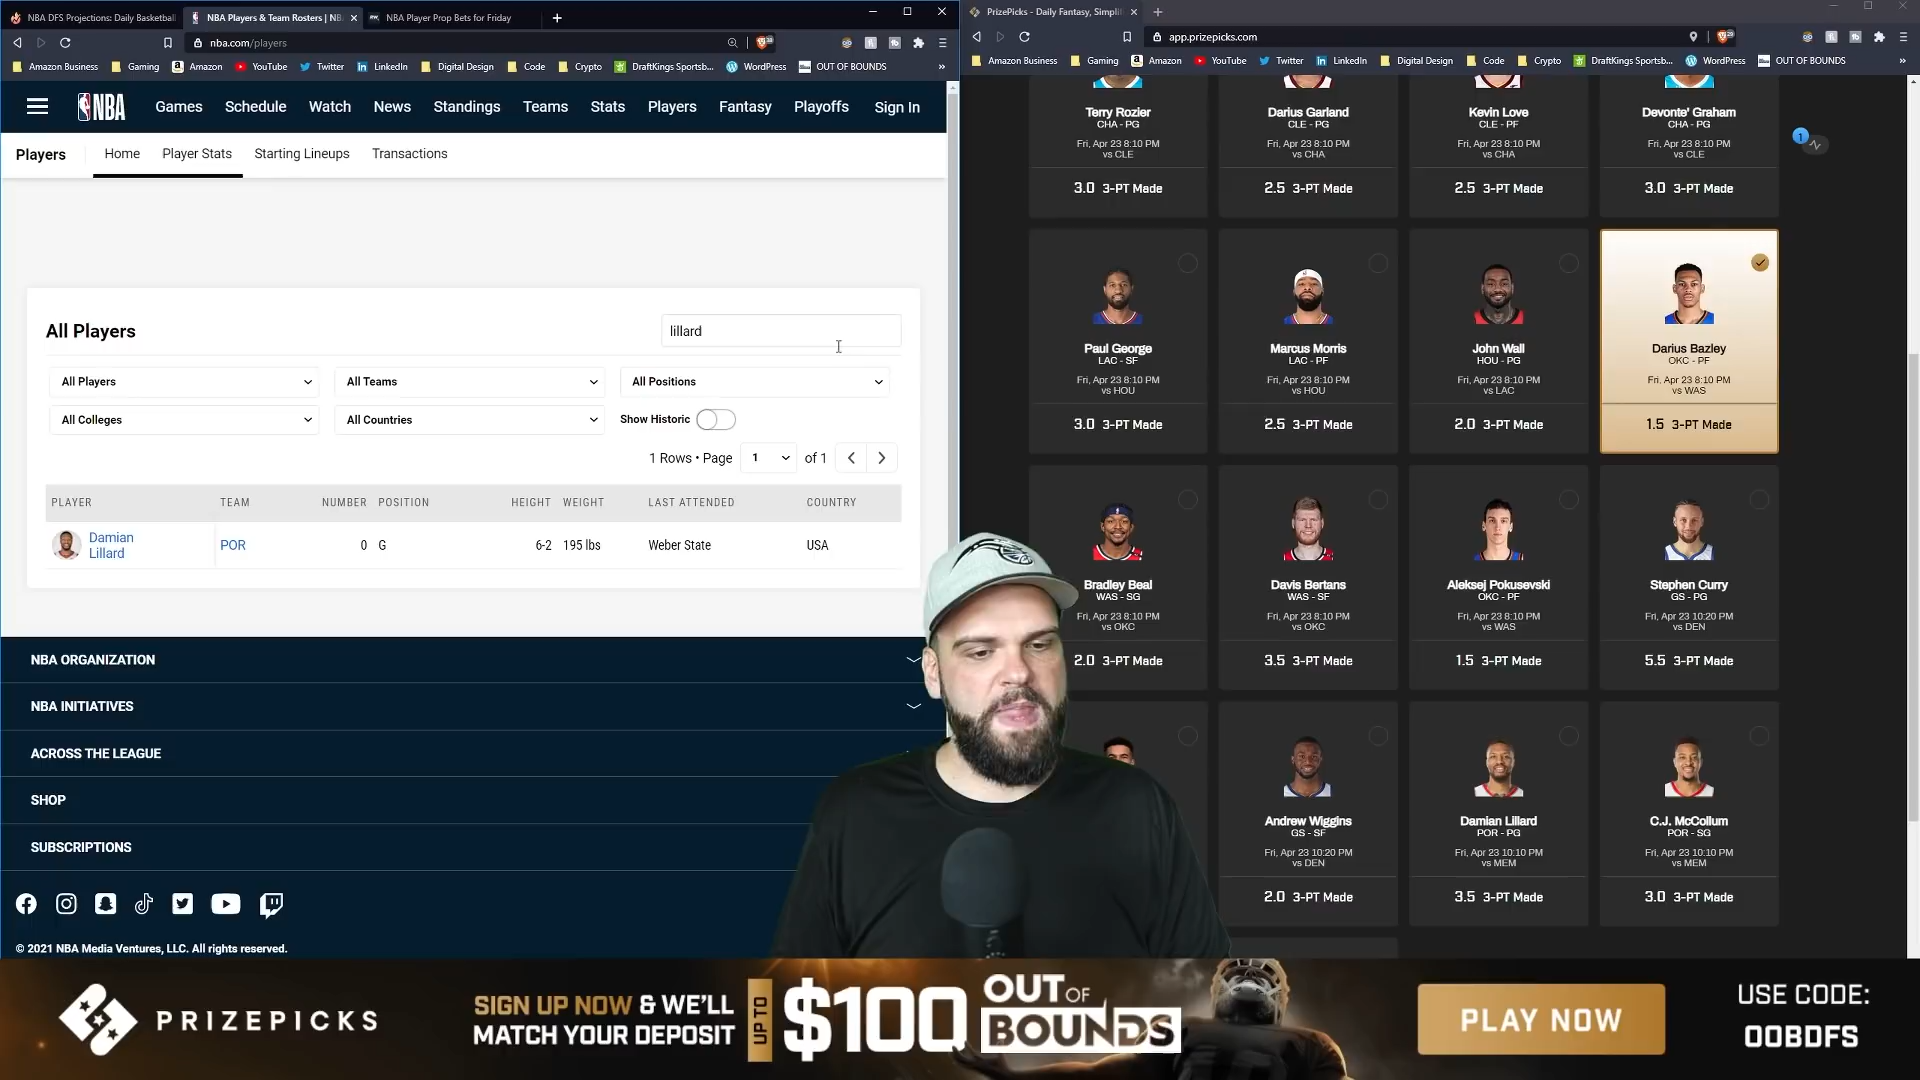 NBA DFS Projections: Daily Basketball
NBA Players & Team Rosters | NB
NBA Player Prop Bets for Friday
nba.com/players
Amazon Business
Gaming
Amazon
YouTube
Twitter
LinkedIn
Digital Design
Code
Crypto
DraftKings Sportsb...
WordPress
OUT OF BOUNDS
NBA
Games
Schedule
Watch
News
Standings
Teams
Stats
Players
Fantasy
Playoffs
Sign In
Players
Home
Player Stats
Starting Lineups
Transactions
All Players
lillard
All Players
All Teams
All Positions
All Colleges
All Countries
Show Historic
1 Rows • Page 1 of 1
PLAYER TEAM NUMBER POSITION HEIGHT WEIGHT LAST ATTENDED COUNTRY
Damian Lillard POR 0 G 6-2 195 lbs Weber State USA
NBA ORGANIZATION
NBA INITIATIVES
ACROSS THE LEAGUE
SHOP
SUBSCRIPTIONS
© 2021 NBA Media Ventures, LLC. All rights reserved.
PrizePicks - Daily Fantasy, Simpli
app.prizepicks.com
Amazon Business
Gaming
Amazon
YouTube
Twitter
LinkedIn
Digital Design
Code
Crypto
DraftKings Sportsb...
WordPress
OUT OF BOUNDS
1
Terry Rozier
CHA - PG
Fri, Apr 23 8:10 PM
vs CLE
3.0 3-PT Made
Darius Garland
CLE - PG
Fri, Apr 23 8:10 PM
vs CHA
2.5 3-PT Made
Kevin Love
CLE - PF
Fri, Apr 23 8:10 PM
vs CHA
2.5 3-PT Made
Devonte' Graham
CHA - PG
Fri, Apr 23 8:10 PM
vs CLE
3.0 3-PT Made
Paul George
LAC - SF
Fri, Apr 23 8:10 PM
vs HOU
3.0 3-PT Made
Marcus Morris
LAC - PF
Fri, Apr 23 8:10 PM
vs HOU
2.5 3-PT Made
John Wall
HOU - PG
Fri, Apr 23 8:10 PM
vs LAC
2.0 3-PT Made
Darius Bazley
OKC - PF
Fri, Apr 23 8:10 PM
vs WAS
1.5 3-PT Made
Bradley Beal
WAS - SG
Fri, Apr 23 8:10 PM
vs OKC
2.0 3-PT Made
Davis Bertans
WAS - SF
Fri, Apr 23 8:10 PM
vs OKC
3.5 3-PT Made
Aleksej Pokusevski
OKC - PF
Fri, Apr 23 8:10 PM
vs WAS
1.5 3-PT Made
Stephen Curry
GS - PG
Fri, Apr 23 10:20 PM
vs DEN
5.5 3-PT Made
Andrew Wiggins
GS - SF
Fri, Apr 23 10:20 PM
vs DEN
2.0 3-PT Made
Damian Lillard
POR - PG
Fri, Apr 23 10:10 PM
vs MEM
3.5 3-PT Made
C.J. McCollum
POR - SG
Fri, Apr 23 10:10 PM
vs MEM
3.0 3-PT Made
PRIZEPICKS
SIGN UP NOW & WE'LL
MATCH YOUR DEPOSIT
UP TO
$100
OUT OF
BOUNDS
PLAY NOW
USE CODE:
OOBDFS